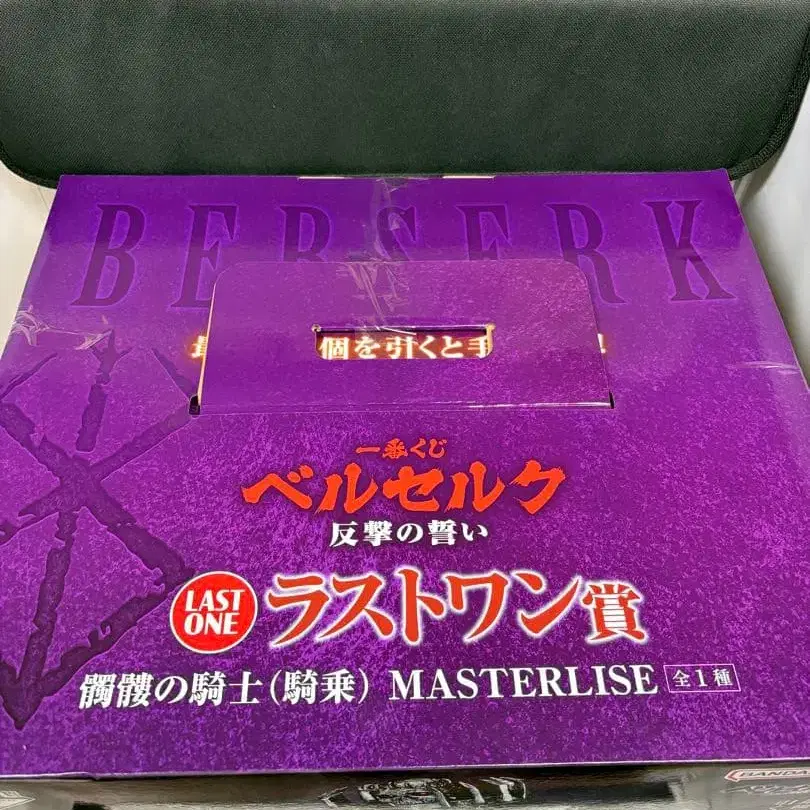 BERSERK
個を引くと手
一番くじ
ベルセルク
反撃の誓い
LAST ONE
ラストワン賞
髑髏の騎士(騎乗) MASTERLISE 全1種
BANDAI